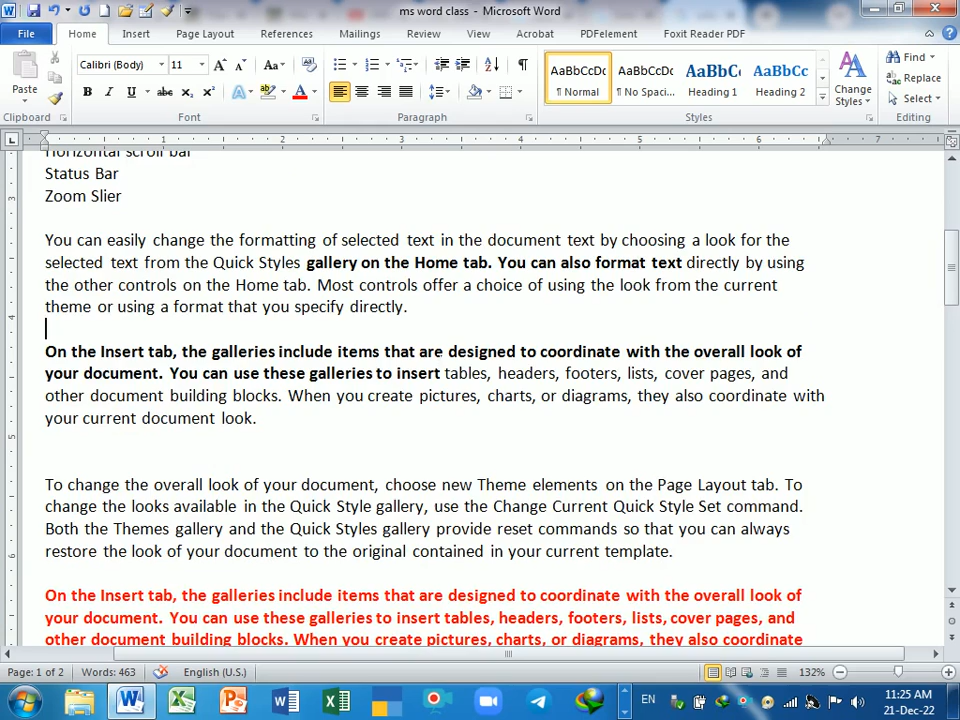 ms word class - Microsoft Word
File Home Insert Page Layout References Mailings Review View Acrobat PDFelement Foxit Reader PDF
Calibri (Body) 11
AaBbCcDc AaBbCcDc AaBbCc AaBbCc
Find
Replace
Select
Paste
B I U abc
¶ Normal ¶ No Spaci... Heading 1 Heading 2
Change Styles
Clipboard Font Paragraph Styles Editing
1 2 3 4 5 6 7
Horizontal scroll bar
Status Bar
Zoom Slier
You can easily change the formatting of selected text in the document text by choosing a look for the
selected text from the Quick Styles gallery on the Home tab. You can also format text directly by using
the other controls on the Home tab. Most controls offer a choice of using the look from the current
theme or using a format that you specify directly.
On the Insert tab, the galleries include items that are designed to coordinate with the overall look of
your document. You can use these galleries to insert tables, headers, footers, lists, cover pages, and
other document building blocks. When you create pictures, charts, or diagrams, they also coordinate with
your current document look.
To change the overall look of your document, choose new Theme elements on the Page Layout tab. To
change the looks available in the Quick Style gallery, use the Change Current Quick Style Set command.
Both the Themes gallery and the Quick Styles gallery provide reset commands so that you can always
restore the look of your document to the original contained in your current template.
On the Insert tab, the galleries include items that are designed to coordinate with the overall look of
your document. You can use these galleries to insert tables, headers, footers, lists, cover pages, and
other document building blocks. When you create pictures, charts, or diagrams, they also coordinate
Page: 1 of 2 Words: 463 English (U.S.) 132%
EN 11:25 AM
21-Dec-22